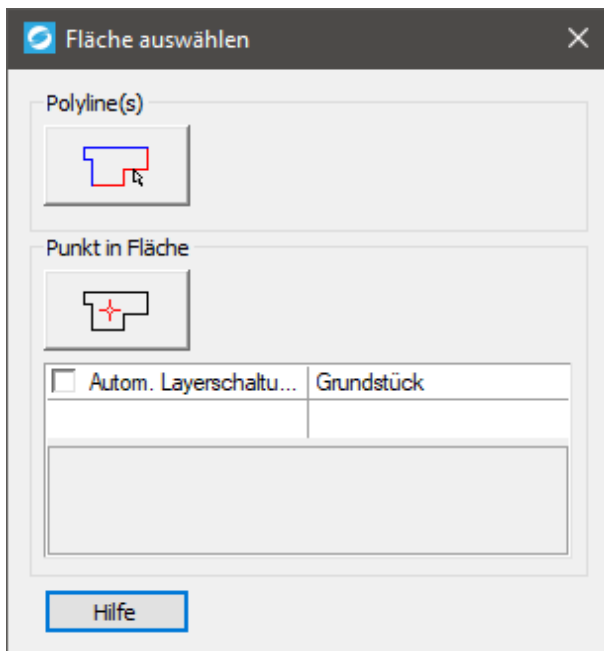 Fläche auswählen
Polyline(s)
Punkt in Fläche
Autom. Layerschaltu... Grundstück
Hilfe